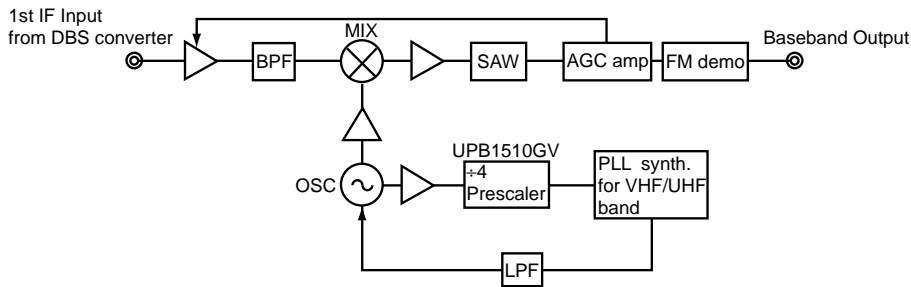 1st IF Input
from DBS converter
MIX
BPF
SAW
AGC amp
FM demo
Baseband Output
OSC
UPB1510GV
÷4
Prescaler
PLL synth.
for VHF/UHF
band
LPF